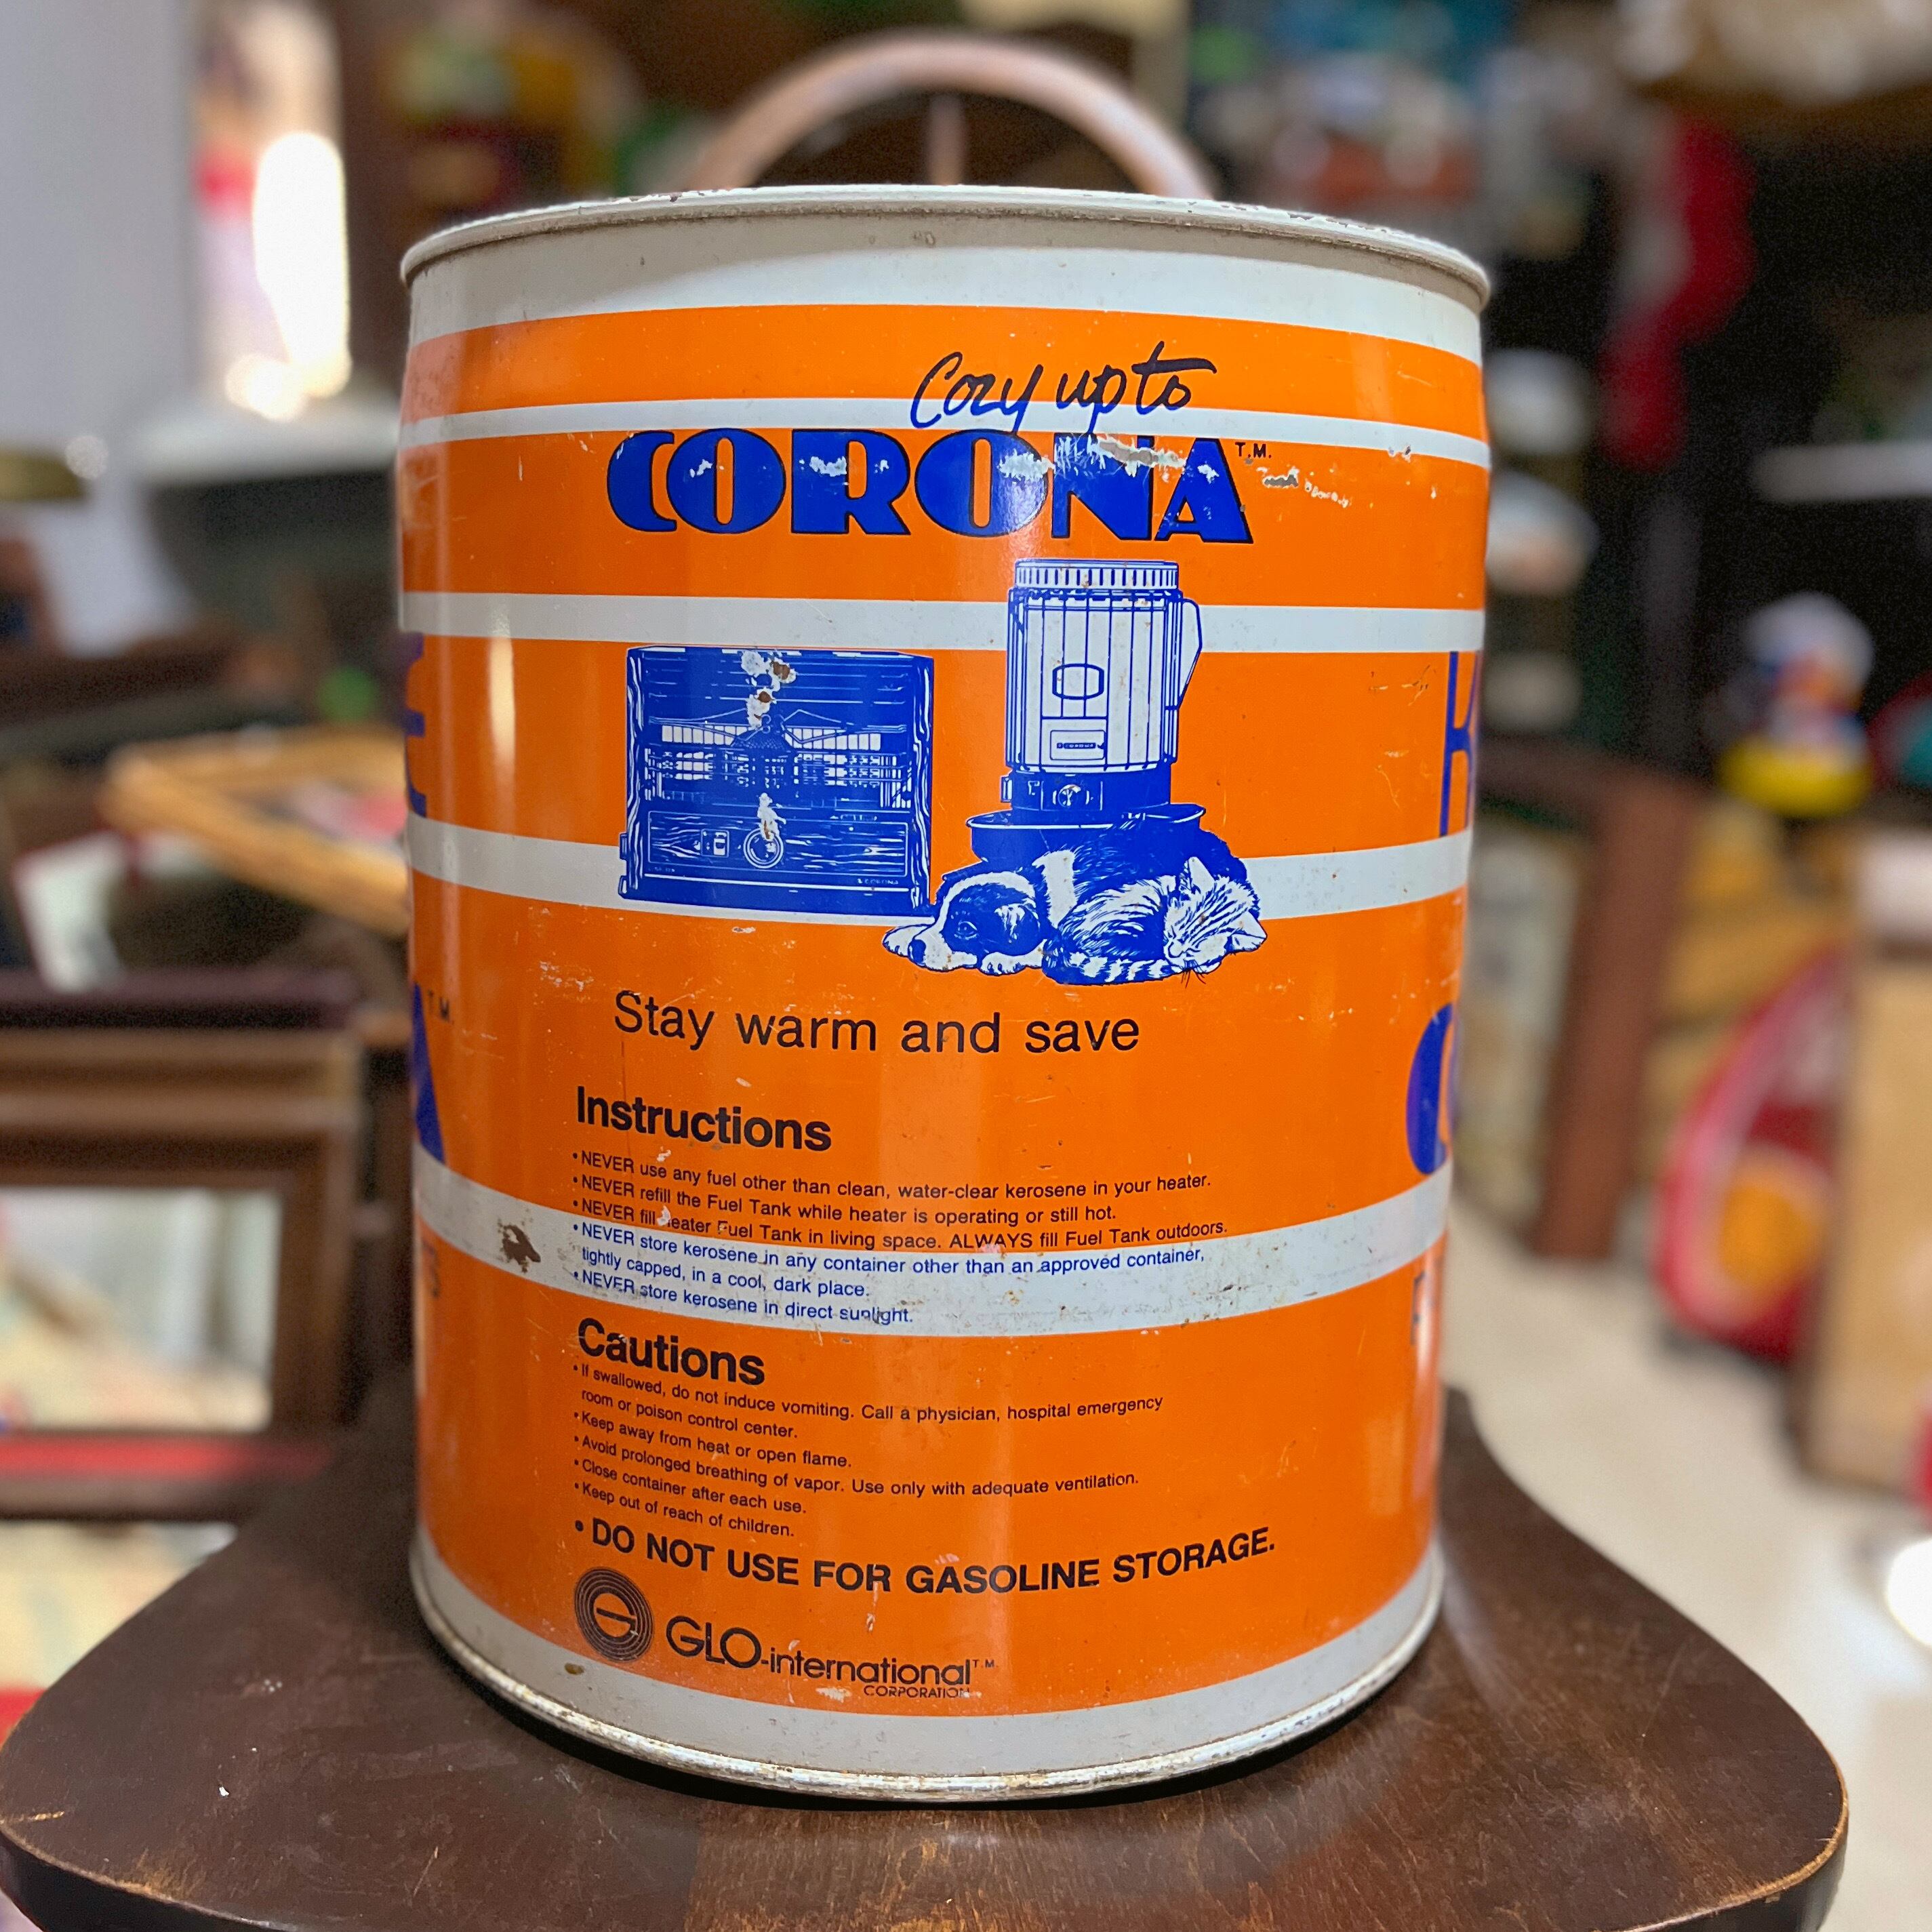 Cozy up to
CORONA T.M.
CORONA
CORONA
Stay warm and save
T.M.
Instructions
• NEVER use any fuel other than clean, water-clear kerosene in your heater.
• NEVER refill the Fuel Tank while heater is operating or still hot.
• NEVER fill heater Fuel Tank in living space. ALWAYS fill Fuel Tank outdoors.
• NEVER store kerosene in any container other than an approved container,
tightly capped, in a cool, dark place.
• NEVER store kerosene in direct sunlight.
Cautions
• If swallowed, do not induce vomiting. Call a physician, hospital emergency
room or poison control center.
• Keep away from heat or open flame.
• Avoid prolonged breathing of vapor. Use only with adequate ventilation.
• Close container after each use.
• Keep out of reach of children.
• DO NOT USE FOR GASOLINE STORAGE.
G GLO-international T.M.
CORPORATION